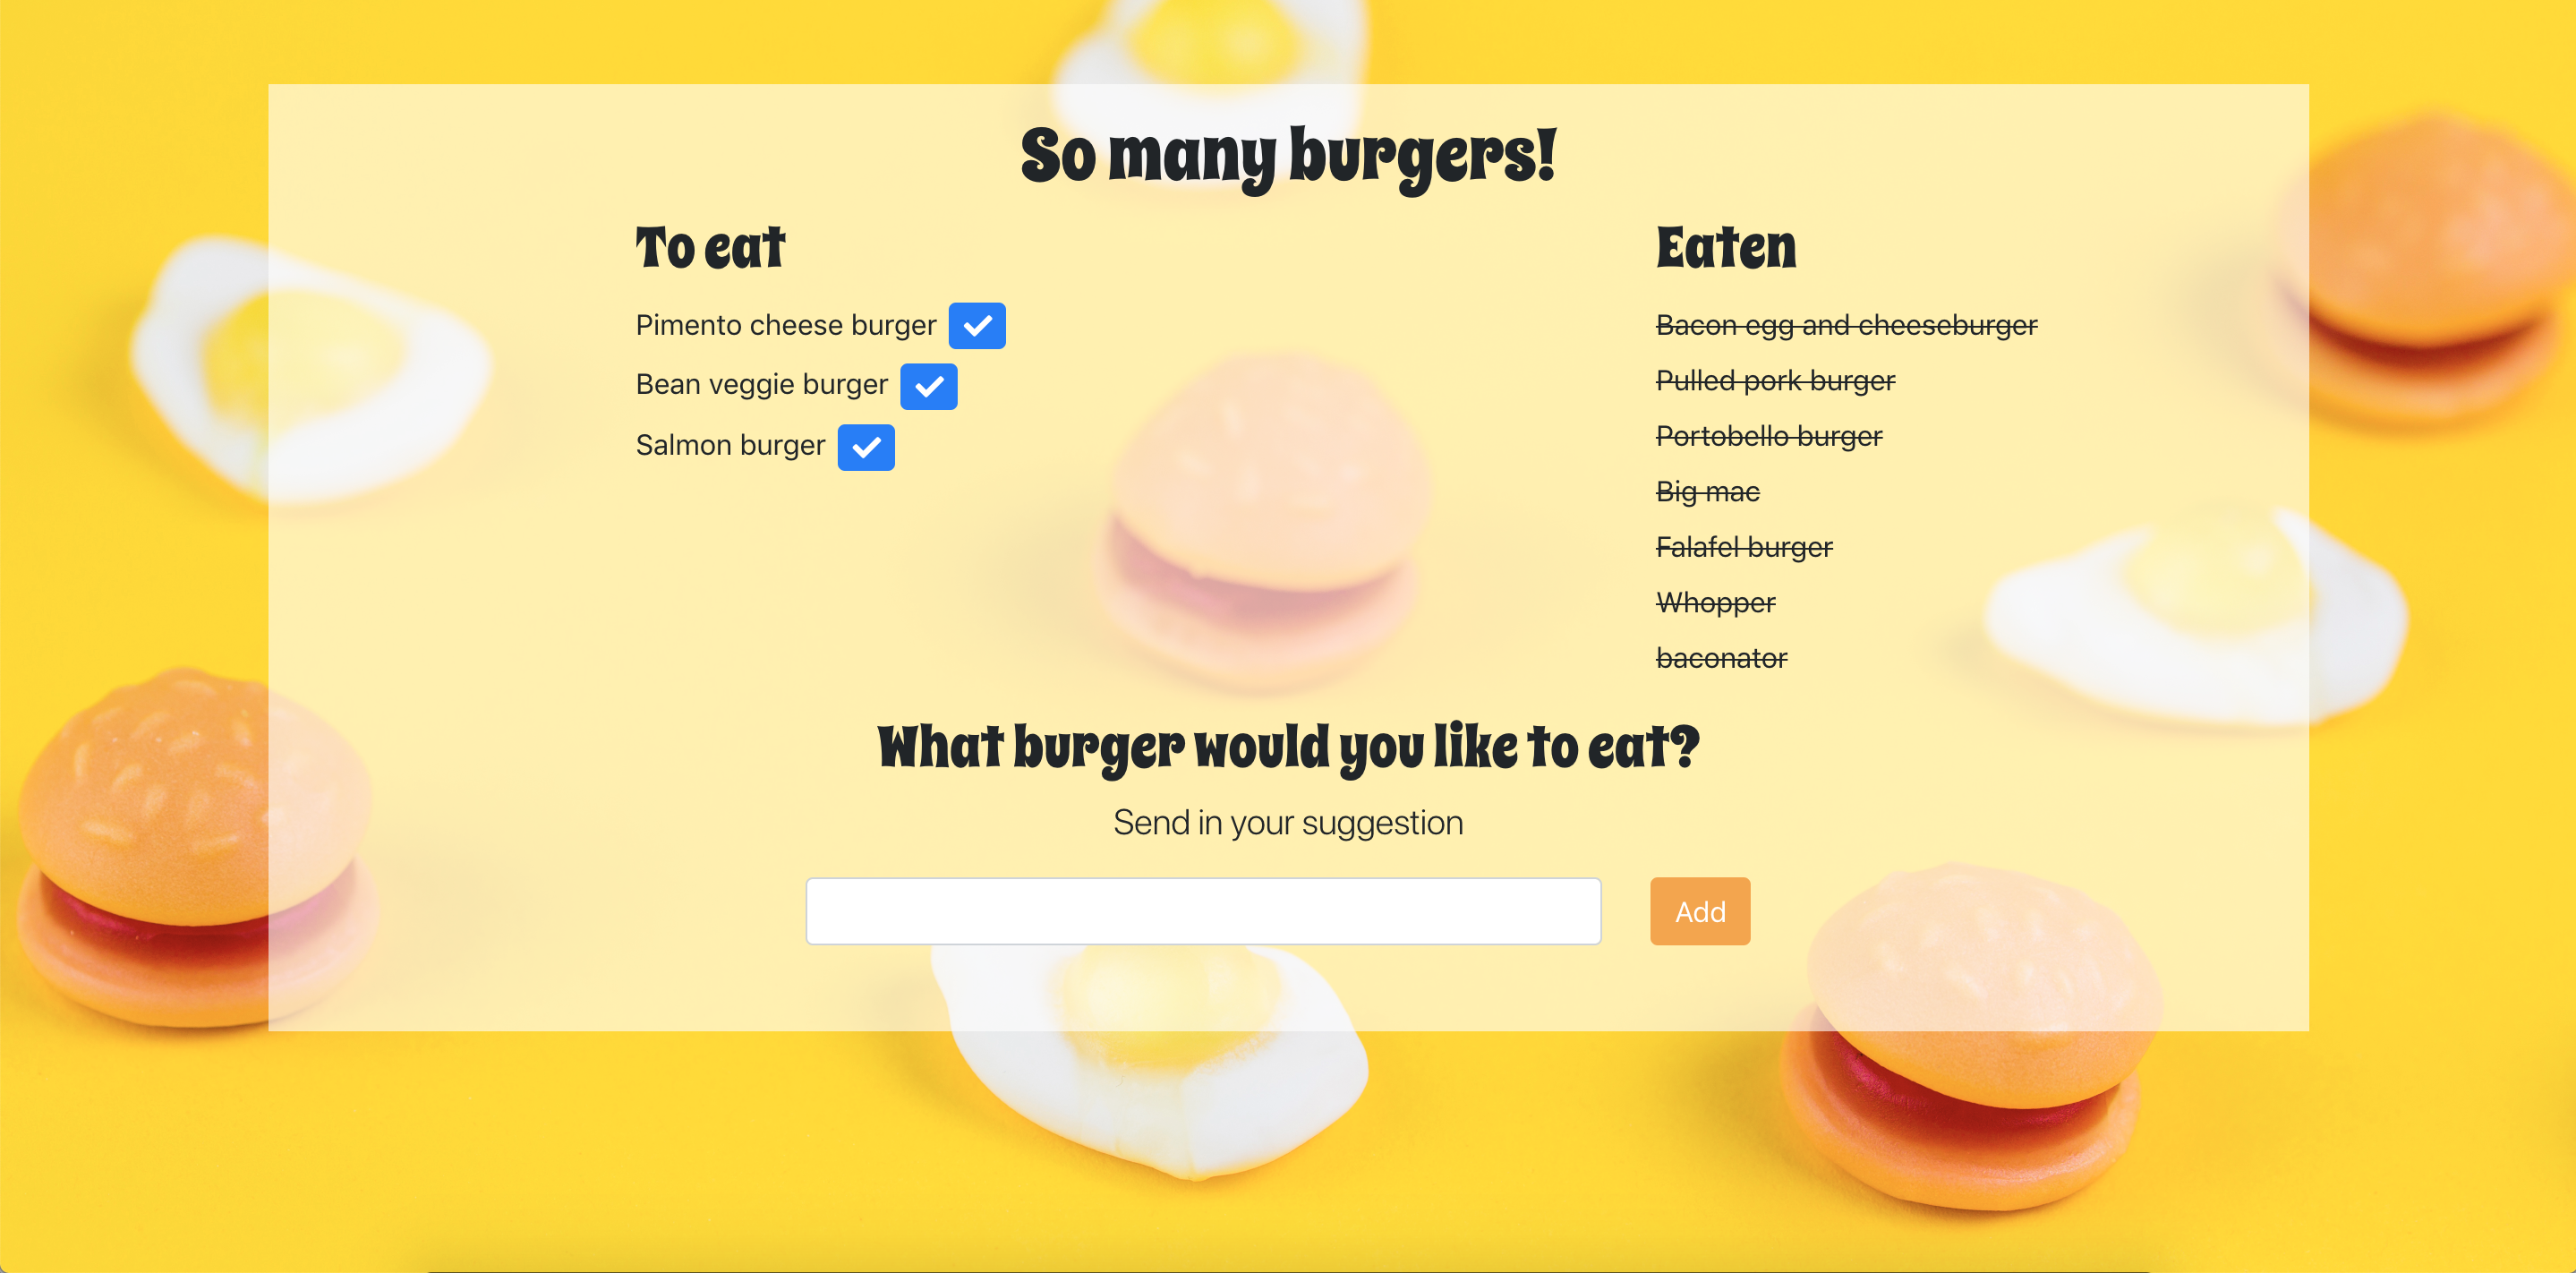 So many burgers!
To eat
Pimento cheese burger
Bean veggie burger
Salmon burger
Eaten
Bacon egg and cheeseburger
Pulled pork burger
Portobello burger
Big mac
Falafel burger
Whopper
baconator
What burger would you like to eat?
Send in your suggestion
Add